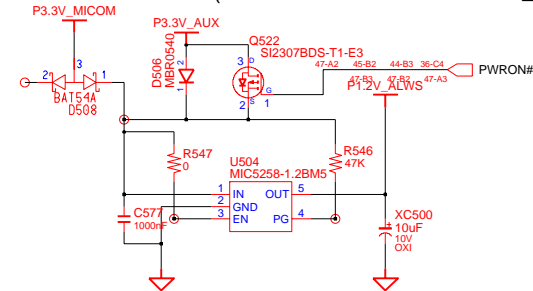 P3.3V_MICOM
P3.3V_AUX
Q522
SI2307BDS-T1-E3
3 D
47-A2 45-B2 44-B3 36-C4
PWRON#
47-B3 47-B2 47-A3
P1.2V_ALWS
D506
MBR0540
2
1
G
1
2 S
3
2
1
BAT54A
D508
R547
0
R546
47K
U504
MIC5258-1.2BM5
1 IN OUT 5
2 GND
3 EN PG 4
C577
1000nF
XC500
10uF
10V
OXI